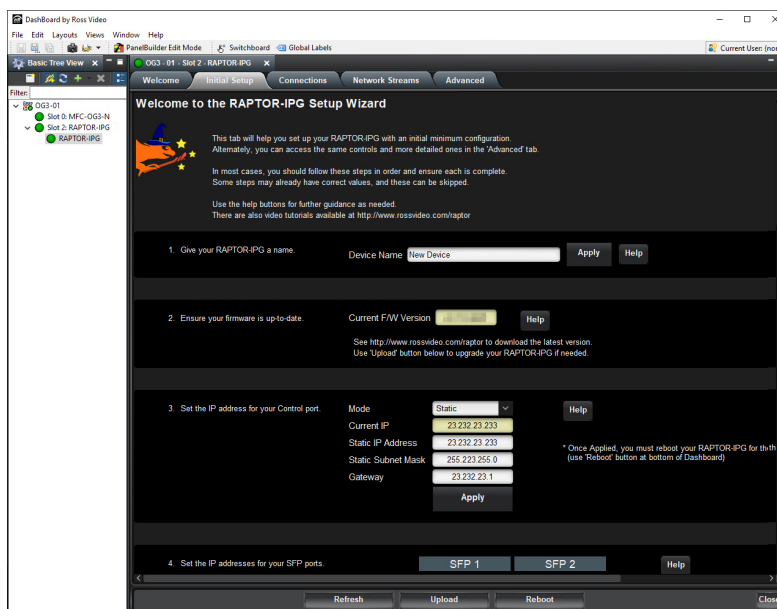 DashBoard by Ross Video
File Edit Layouts Views Window Help
PanelBuilder Edit Mode Switchboard Global Labels
Current User: (nor
Basic Tree View
OG3 - 01 - Slot 2 - RAPTOR-IPG
Welcome Initial Setup Connections Network Streams Advanced
Filter:
OG3-01
Slot 0: MFC-OG3-N
Slot 2: RAPTOR-IPG
RAPTOR-IPG
Welcome to the RAPTOR-IPG Setup Wizard
This tab will help you set up your RAPTOR-IPG with an initial minimum configuration.
Alternately, you can access the same controls and more detailed ones in the 'Advanced' tab.
In most cases, you should follow these steps in order and ensure each is complete.
Some steps may already have correct values, and these can be skipped.
Use the help buttons for further guidance as needed.
There are also video tutorials available at http://www.rossvideo.com/raptor
1. Give your RAPTOR-IPG a name.
Device Name New Device Apply Help
2. Ensure your firmware is up-to-date.
Current F/W Version Help
See http://www.rossvideo.com/raptor to download the latest version.
Use 'Upload' button below to upgrade your RAPTOR-IPG if needed.
3. Set the IP address for your Control port.
Mode Static Help
Current IP 23.232.23.233
Static IP Address 23.232.23.233
Static Subnet Mask 255.223.255.0
Gateway 23.232.23.1
Apply
* Once Applied, you must reboot your RAPTOR-IPG for
(use 'Reboot' button at bottom of Dashboard)
4. Set the IP addresses for your SFP ports.
SFP 1 SFP 2 Help
Refresh Upload Reboot Close